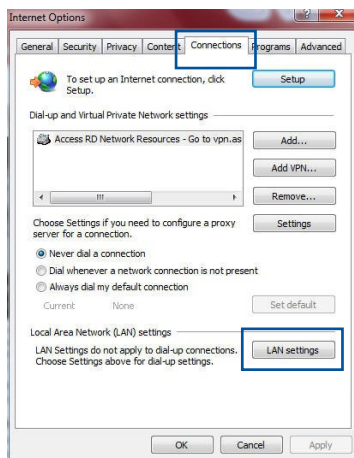 Internet Options
General Security Privacy Content Connections Programs Advanced
To set up an Internet connection, click
Setup.
Setup
Dial-up and Virtual Private Network settings
Access RD Network Resources - Go to vpn.as
Add...
Add VPN...
Remove...
Choose Settings if you need to configure a proxy
server for a connection.
Settings
Never dial a connection
Dial whenever a network connection is not present
Always dial my default connection
Current None
Set default
Local Area Network (LAN) settings
LAN Settings do not apply to dial-up connections.
Choose Settings above for dial-up settings.
LAN settings
OK Cancel Apply